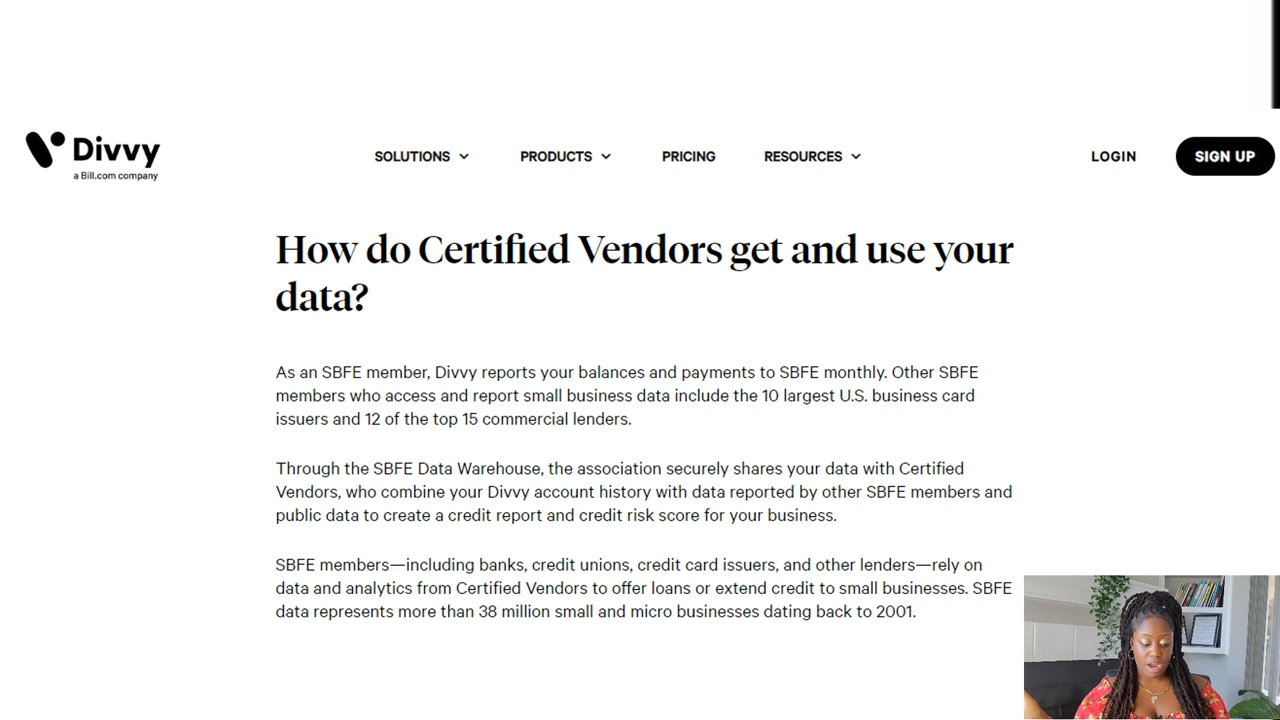 Divvy
a Bill.com company
SOLUTIONS
PRODUCTS
PRICING
RESOURCES
LOGIN
SIGN UP
How do Certified Vendors get and use your
data?
As an SBFE member, Divvy reports your balances and payments to SBFE monthly. Other SBFE
members who access and report small business data include the 10 largest U.S. business card
issuers and 12 of the top 15 commercial lenders.
Through the SBFE Data Warehouse, the association securely shares your data with Certified
Vendors, who combine your Divvy account history with data reported by other SBFE members and
public data to create a credit report and credit risk score for your business.
SBFE members—including banks, credit unions, credit card issuers, and other lenders—rely on
data and analytics from Certified Vendors to offer loans or extend credit to small businesses. SBFE
data represents more than 38 million small and micro businesses dating back to 2001.